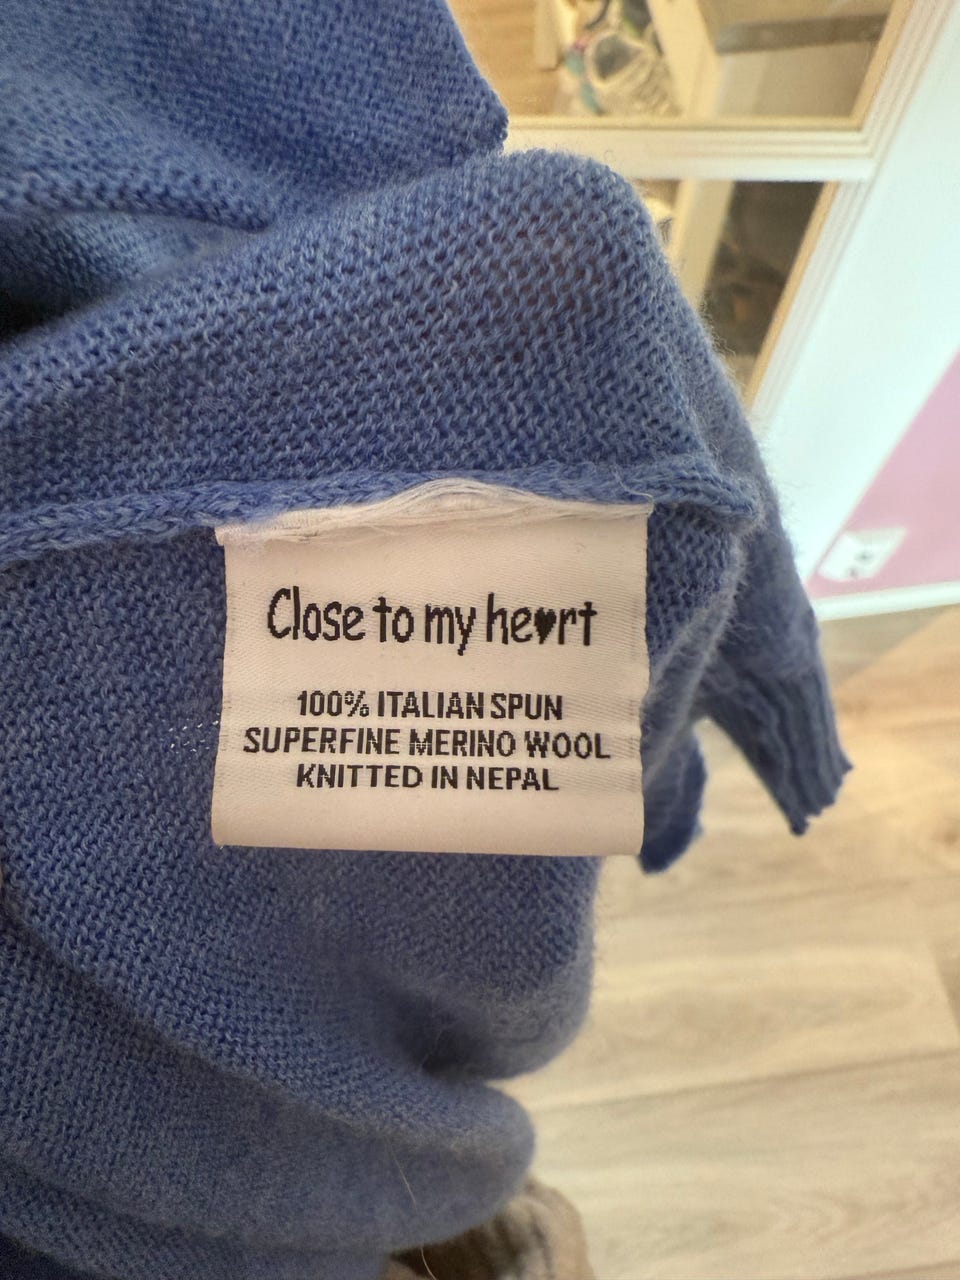 Close to my he♥rt
100% ITALIAN SPUN
SUPERFINE MERINO WOOL
KNITTED IN NEPAL